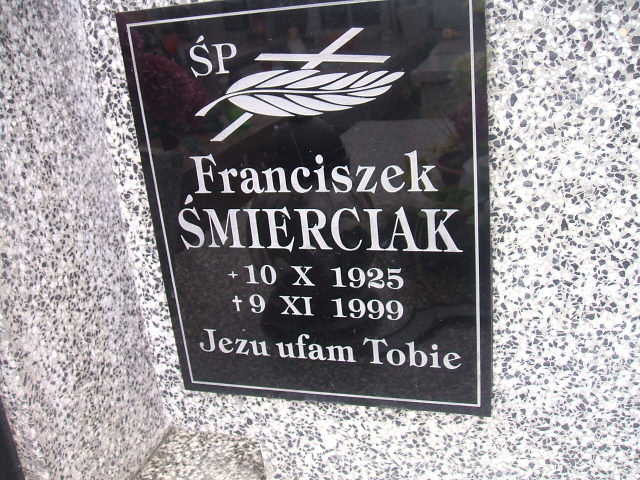 ŚP
Franciszek
ŚMIERCIAK
+ 10 X 1925
† 9 XI 1999
Jezu ufam Tobie